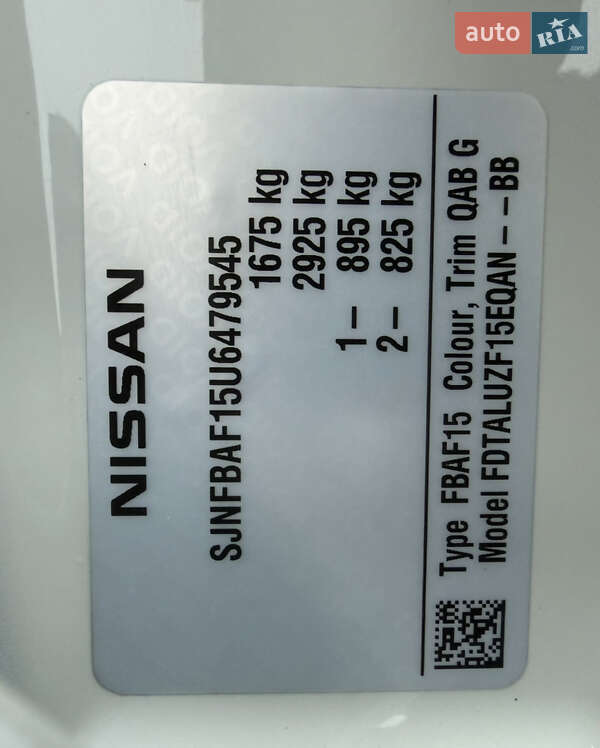 auto RIA.com
NISSAN
SJNFBAF15U6479545
1675 kg
2925 kg
1– 895 kg
2– 825 kg
Type FBAF15 Colour, Trim QAB G
Model FDTALUZF15EQAN – –BB